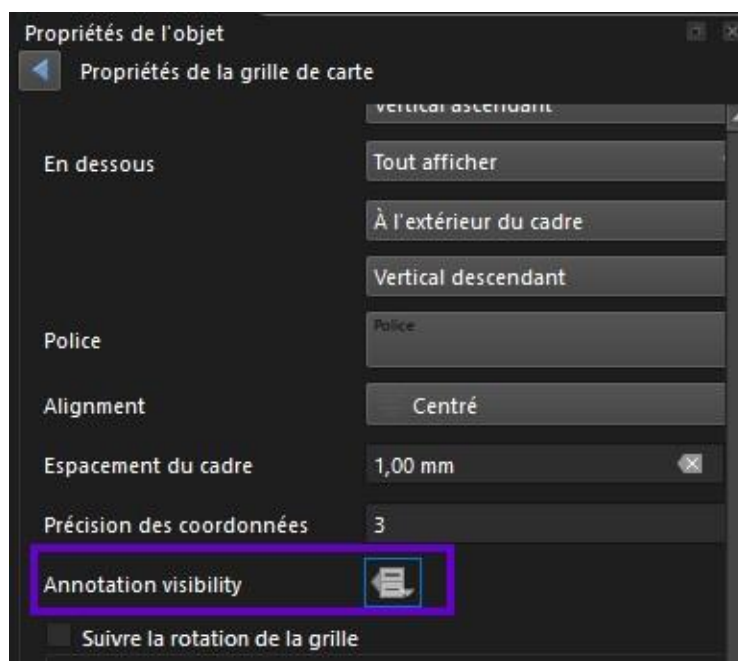 Propriétés de l'objet
Propriétés de la grille de carte
Vertical ascendant
En dessous
Tout afficher
À l'extérieur du cadre
Vertical descendant
Police
Police
Alignment
Centré
Espacement du cadre
1,00 mm
Précision des coordonnées
3
Annotation visibility
Suivre la rotation de la grille